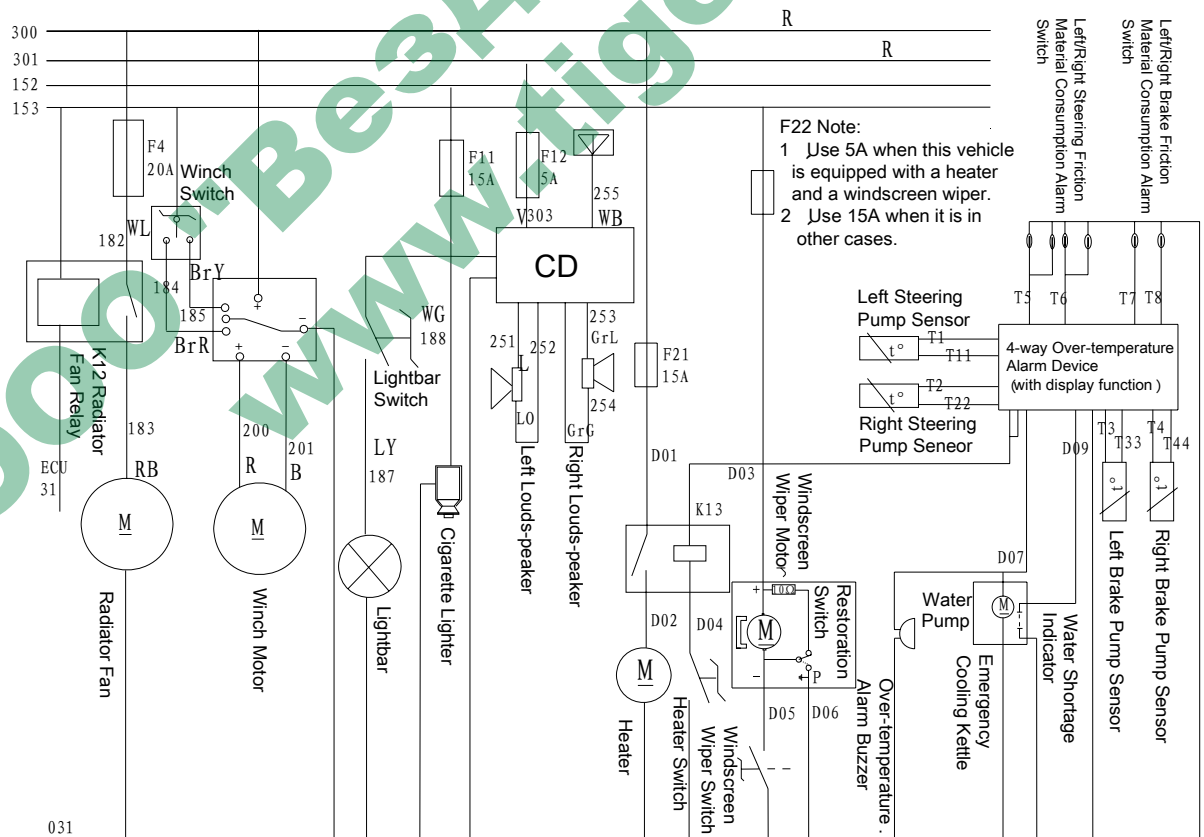 300
301
152
153
R
R
"Везд
www.tig
ооо
F4
20A
Winch
Switch
182
WL
184
BrY
185
BrR
K12 Radiator
Fan Relay
ECU
31
183
RB
M
Radiator Fan
+
+
-
-
200
R
201
B
M
Winch Motor
F11
15A
F12
5A
V303
255
WB
CD
WG
188
Lightbar
Switch
LY
187
Lightbar
Cigarette Lighter
251
L
252
LO
Left Louds-peaker
253
GrL
254
GrG
Right Louds-peaker
F21
15A
D01
K13
D03
D02
D04
M
Heater
Heater Switch
F22 Note:
1 Use 5A when this vehicle
is equipped with a heater
and a windscreen wiper.
2 Use 15A when it is in
other cases.
Windscreen
Wiper Motor
+
M
-
P
Restoration
Switch
D05
D06
Windscreen
Wiper Switch
Over-temperature .
Alarm Buzzer
Left/Right Steering Friction
Material Consumption Alarm
Switch
Left/Right Brake Friction
Material Consumption Alarm
Switch
T5
T6
T7
T8
Left Steering
Pump Sensor
t°
T1
T11
t°
T2
T22
Right Steering
Pump Seneor
4-way Over-temperature
Alarm Device
(with display function )
D09
T3
T33
T4
T44
t°
t°
Left Brake Pump Sensor
Right Brake Pump Sensor
D07
Water
Pump
M
Emergency
Cooling Kettle
Water Shortage
Indicator
031